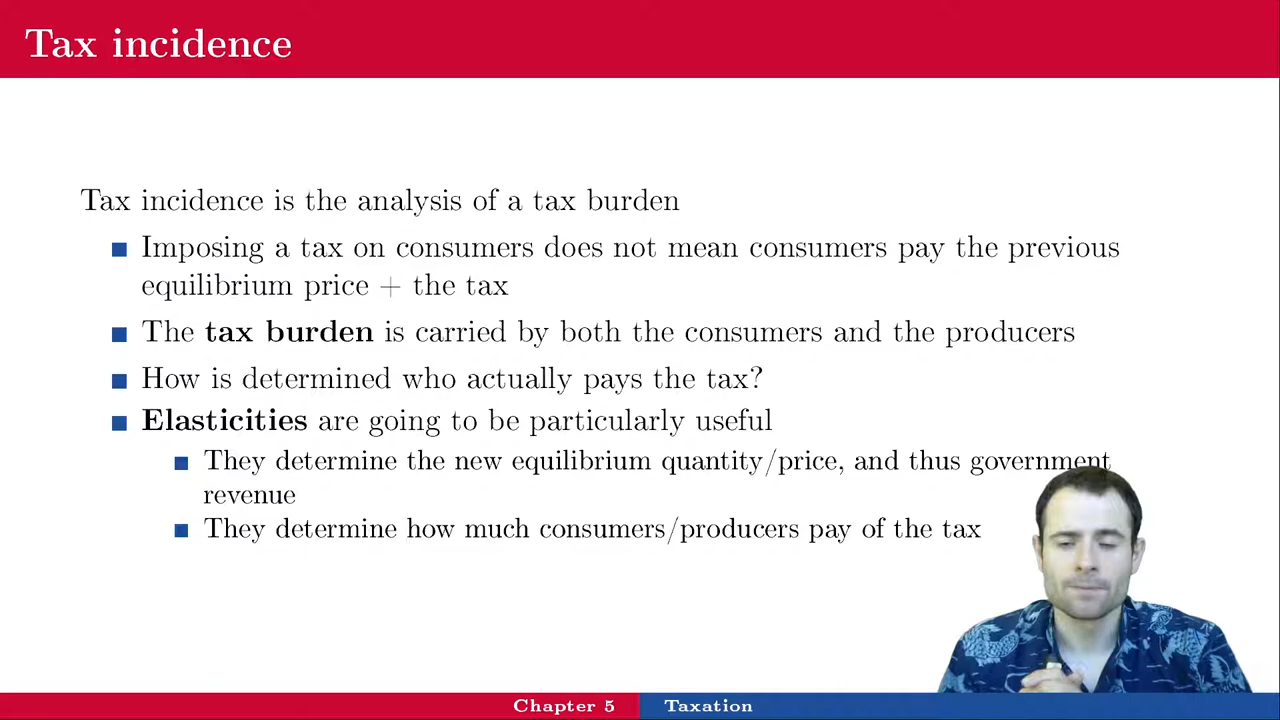 Tax incidence
Tax incidence is the analysis of a tax burden
Imposing a tax on consumers does not mean consumers pay the previous
equilibrium price + the tax
The tax burden is carried by both the consumers and the producers
How is determined who actually pays the tax?
Elasticities are going to be particularly useful
They determine the new equilibrium quantity/price, and thus government
revenue
They determine how much consumers/producers pay of the tax
Chapter 5
Taxation